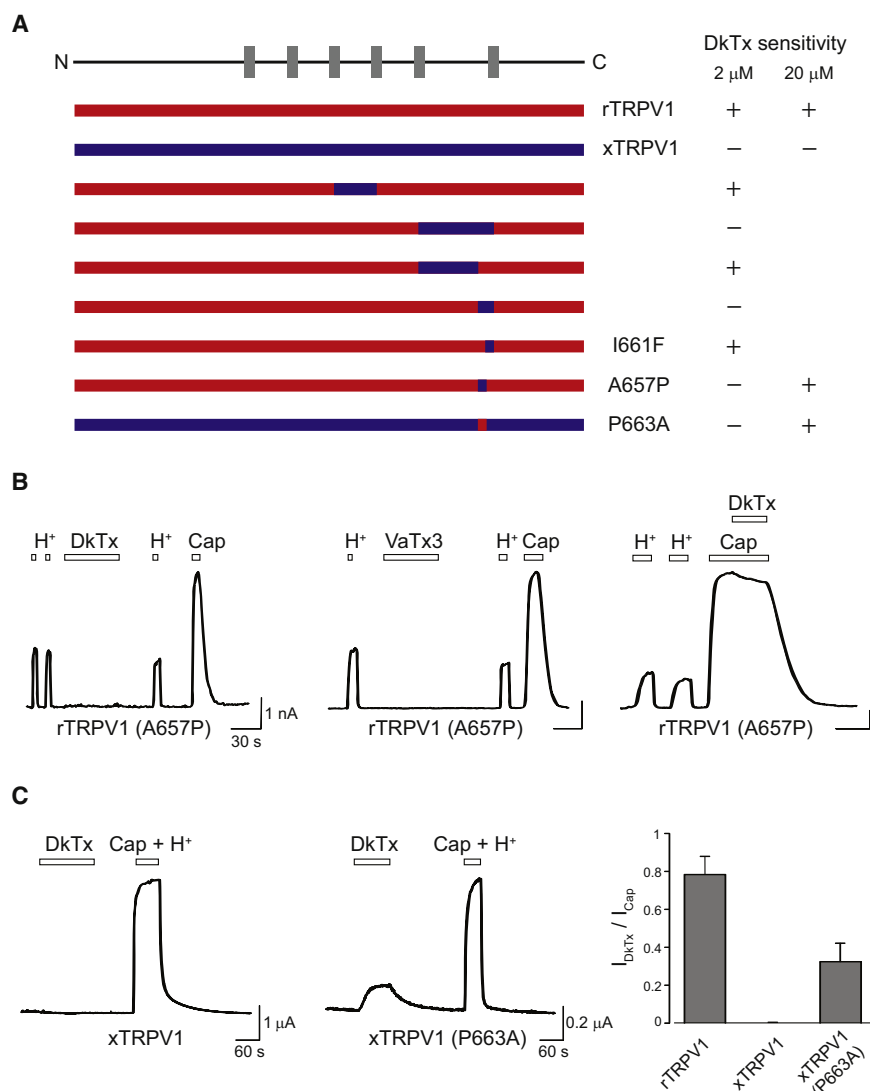 A
N
C
DkTx sensitivity
2 μM 20 μM
rTRPV1 + +
xTRPV1 − −
+
−
+
−
I661F +
A657P − +
P663A − +
B
H⁺ DkTx H⁺ Cap
rTRPV1 (A657P)
1 nA
30 s
H⁺ VaTx3 H⁺ Cap
rTRPV1 (A657P)
DkTx
H⁺ H⁺ Cap
rTRPV1 (A657P)
C
DkTx Cap + H⁺
xTRPV1
1 μA
60 s
DkTx Cap + H⁺
xTRPV1 (P663A)
0.2 μA
60 s
I_DkTx / I_Cap
1
0.8
0.6
0.4
0.2
0
rTRPV1
xTRPV1
xTRPV1
(P663A)